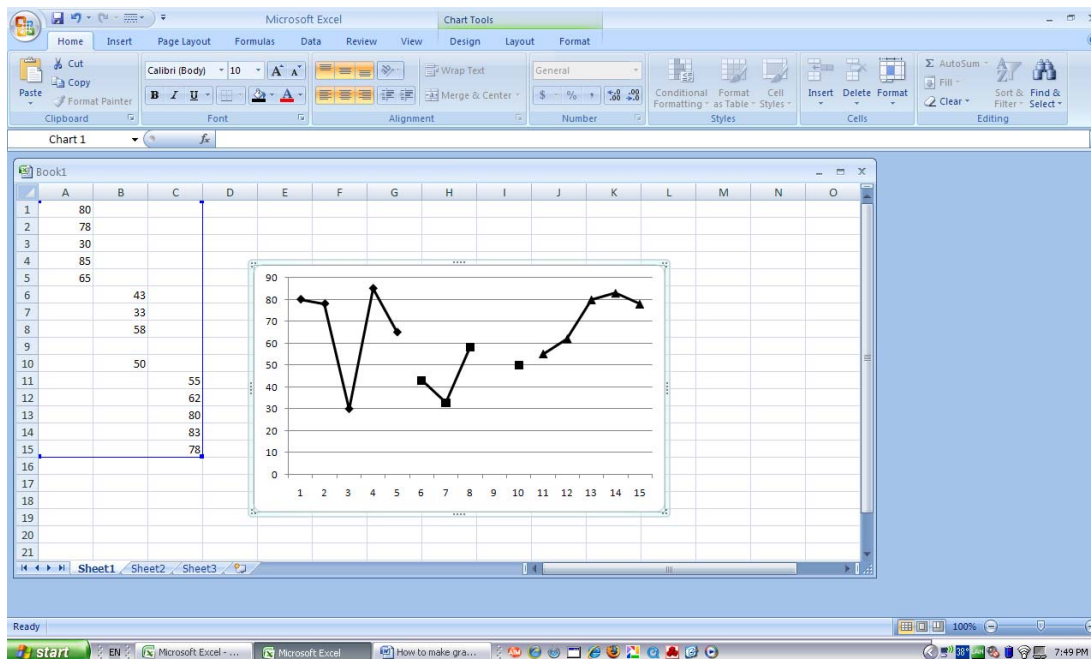 Microsoft Excel
Chart Tools
Home Insert Page Layout Formulas Data Review View Design Layout Format
Paste
Cut
Copy
Format Painter
Clipboard
Calibri (Body) 10 A A
B I U A
Font
Wrap Text
Merge & Center
Alignment
General
$ % , .0 .00 .00 .0
Number
Conditional Formatting
Format as Table
Cell Styles
Styles
Insert Delete Format
Cells
Σ AutoSum
Fill
Clear
Sort & Filter
Find & Select
Editing
Chart 1 fx
Book1
A B C D E F G H I J K L M N O
1 80
2 78
3 30
4 85
5 65
6 43
7 33
8 58
9
10 50
11 55
12 62
13 80
14 83
15 78
16
17
18
19
20
21
90
80
70
60
50
40
30
20
10
0
1 2 3 4 5 6 7 8 9 10 11 12 13 14 15
Sheet1 Sheet2 Sheet3
Ready 100%
start EN Microsoft Excel - ... Microsoft Excel How to make gra... 38° 7:49 PM